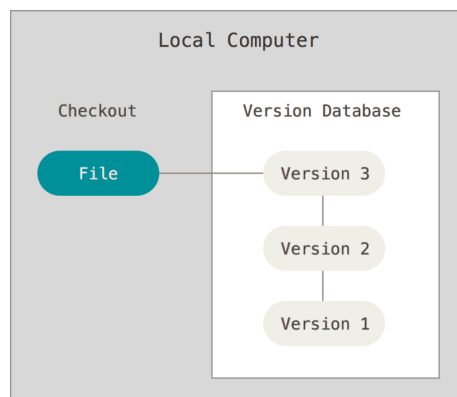 Local Computer
Checkout
Version Database
File
Version 3
Version 2
Version 1